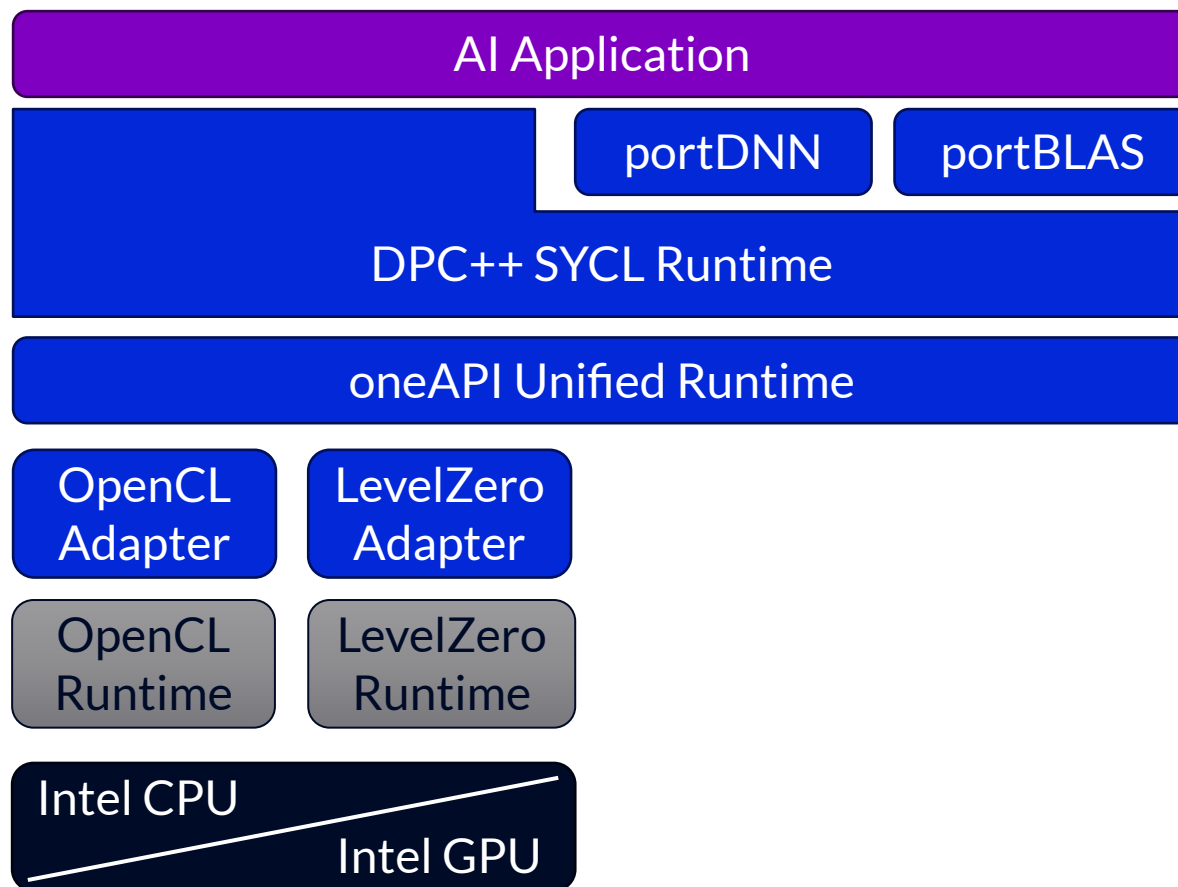 AI Application
portDNN
portBLAS
DPC++ SYCL Runtime
oneAPI Unified Runtime
OpenCL
Adapter
LevelZero
Adapter
OpenCL
Runtime
LevelZero
Runtime
Intel CPU
Intel GPU